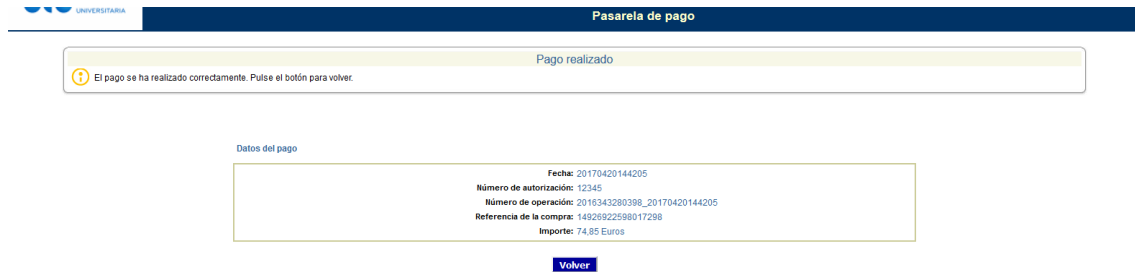 UNIVERSITARIA
Pasarela de pago
Pago realizado
El pago se ha realizado correctamente. Pulse el botón para volver.
Datos del pago
Fecha: 20170420144205
Número de autorización: 12345
Número de operación: 2016343280398_20170420144205
Referencia de la compra: 14926922598017298
Importe: 74,85 Euros
Volver